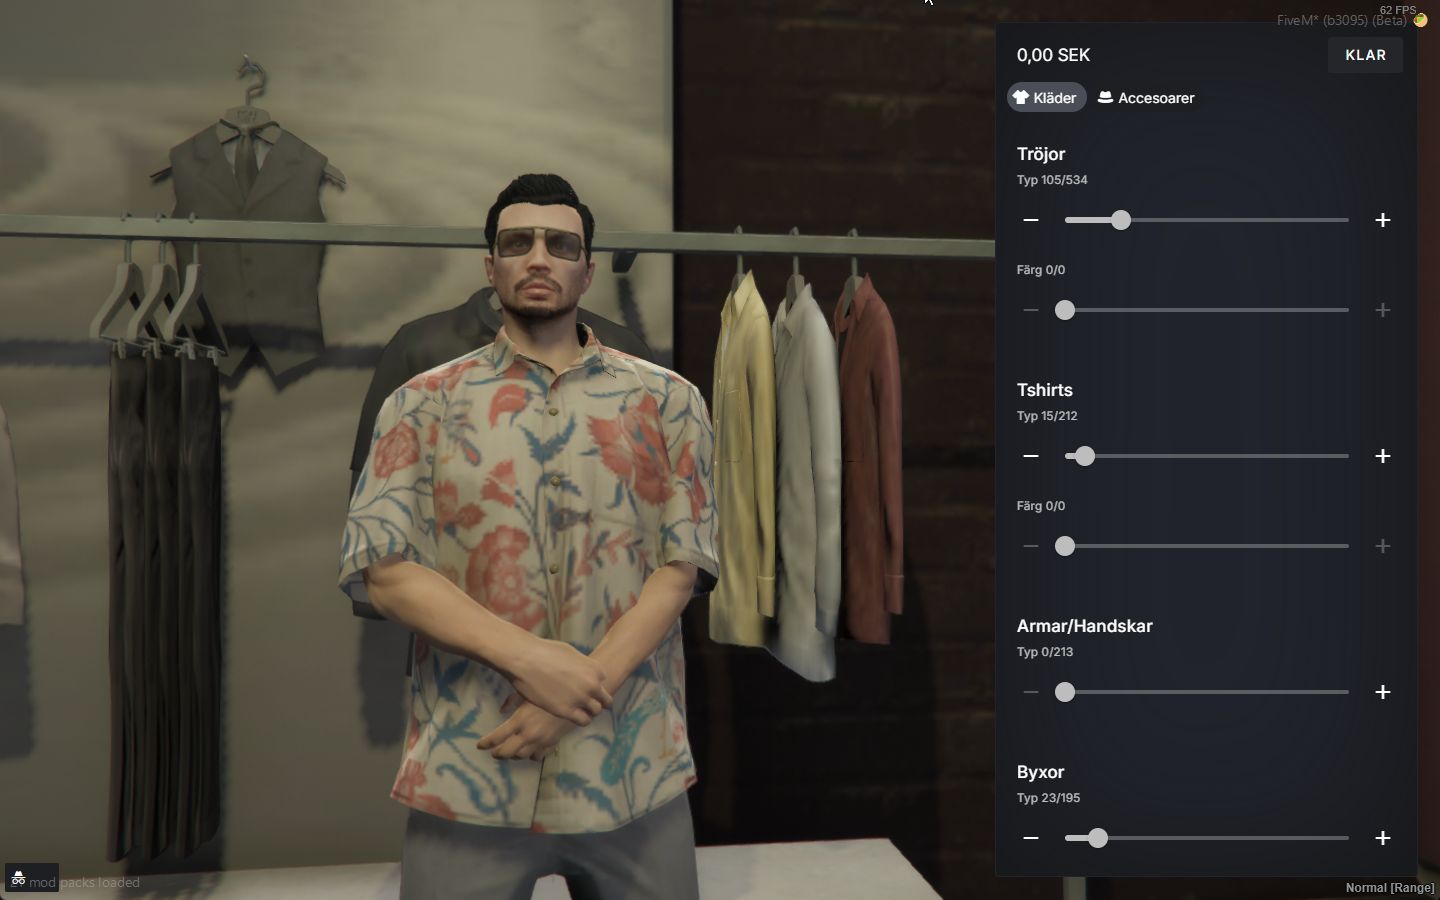 62 FPS
FiveM* (b3095) (Beta)
0,00 SEK
KLAR
Kläder
Accesoarer
Tröjor
Typ 105/534
Färg 0/0
Tshirts
Typ 15/212
Färg 0/0
Armar/Handskar
Typ 0/213
Byxor
Typ 23/195
mod packs loaded
Normal [Range]